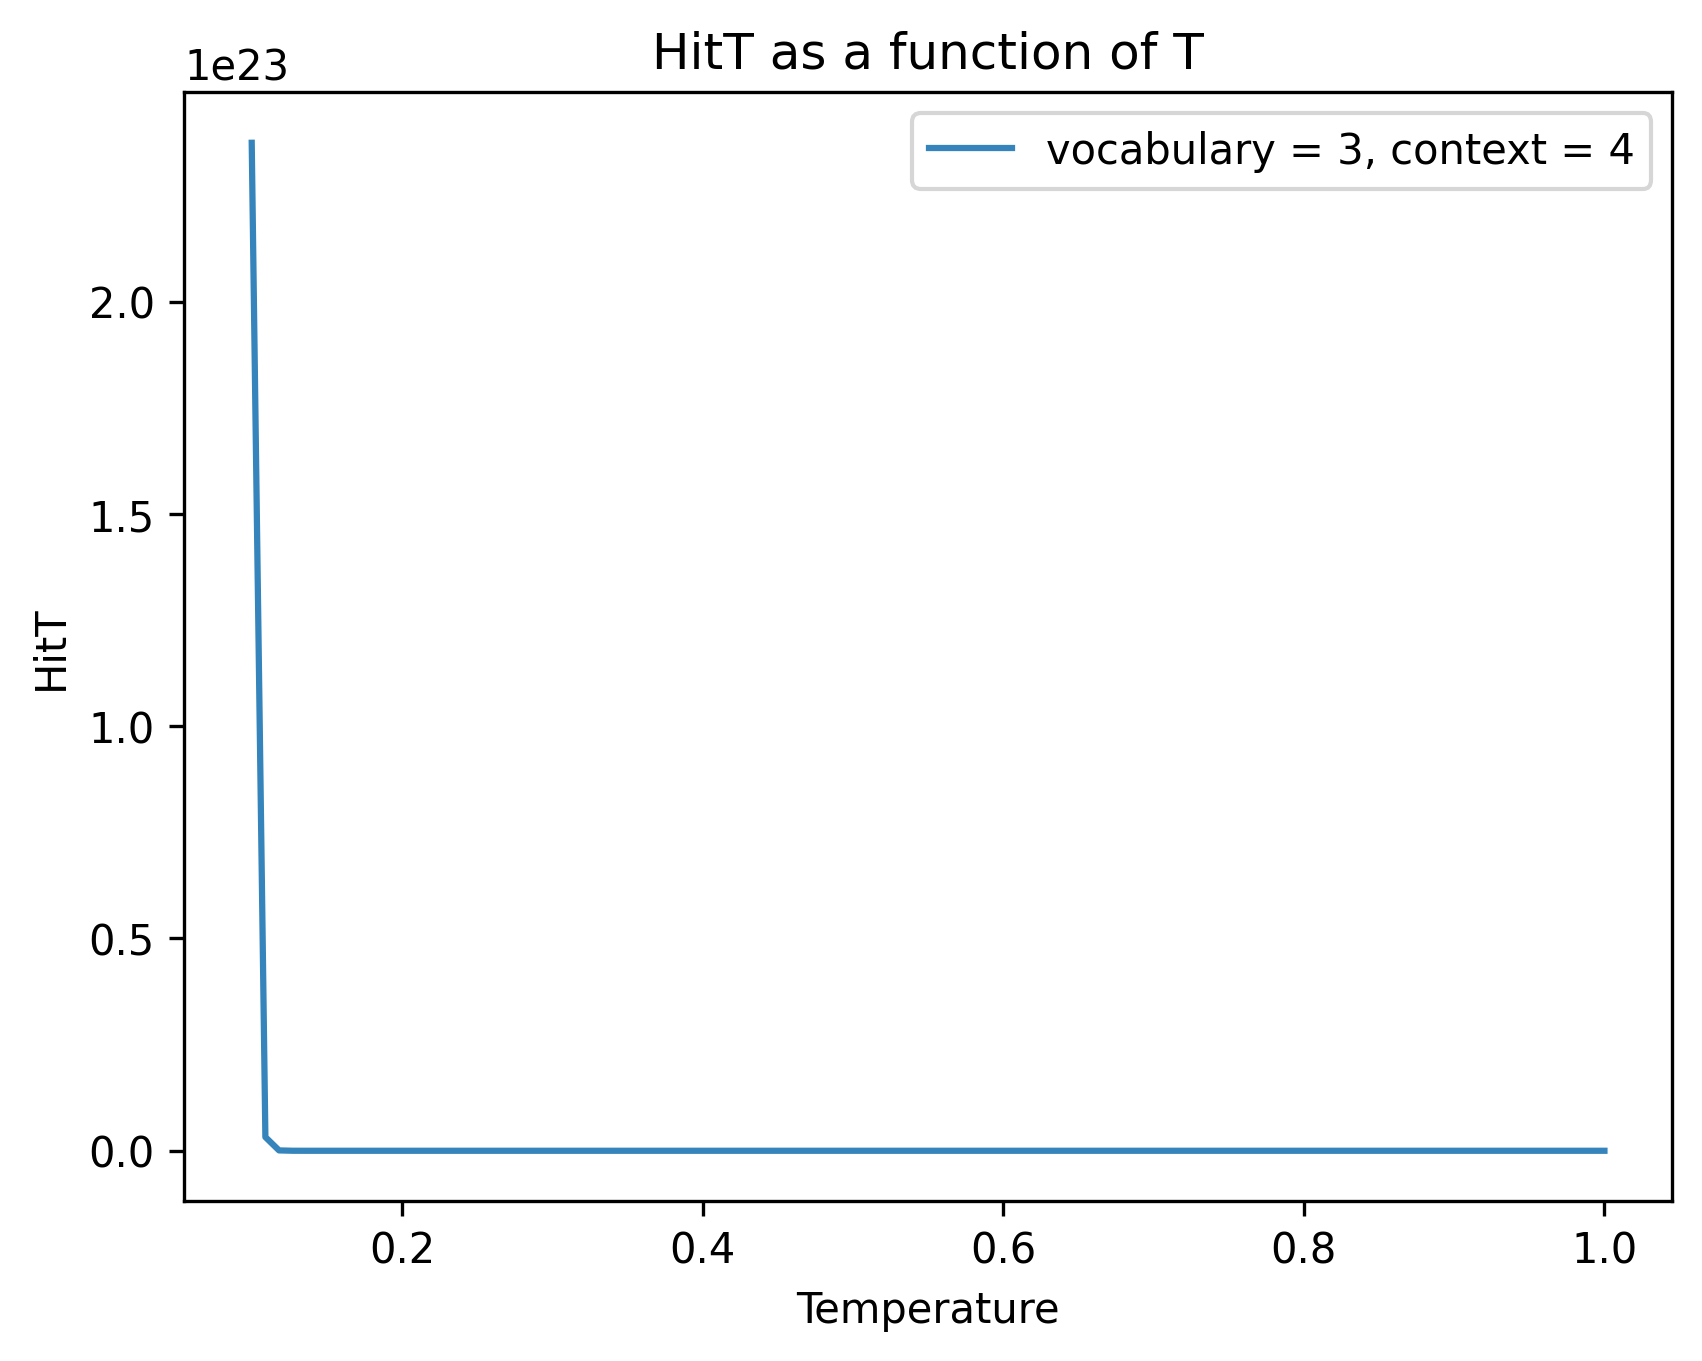 HitT as a function of T
1e23
vocabulary = 3, context = 4
2.0
1.5
1.0
0.5
0.0
HitT
0.2 0.4 0.6 0.8 1.0
Temperature